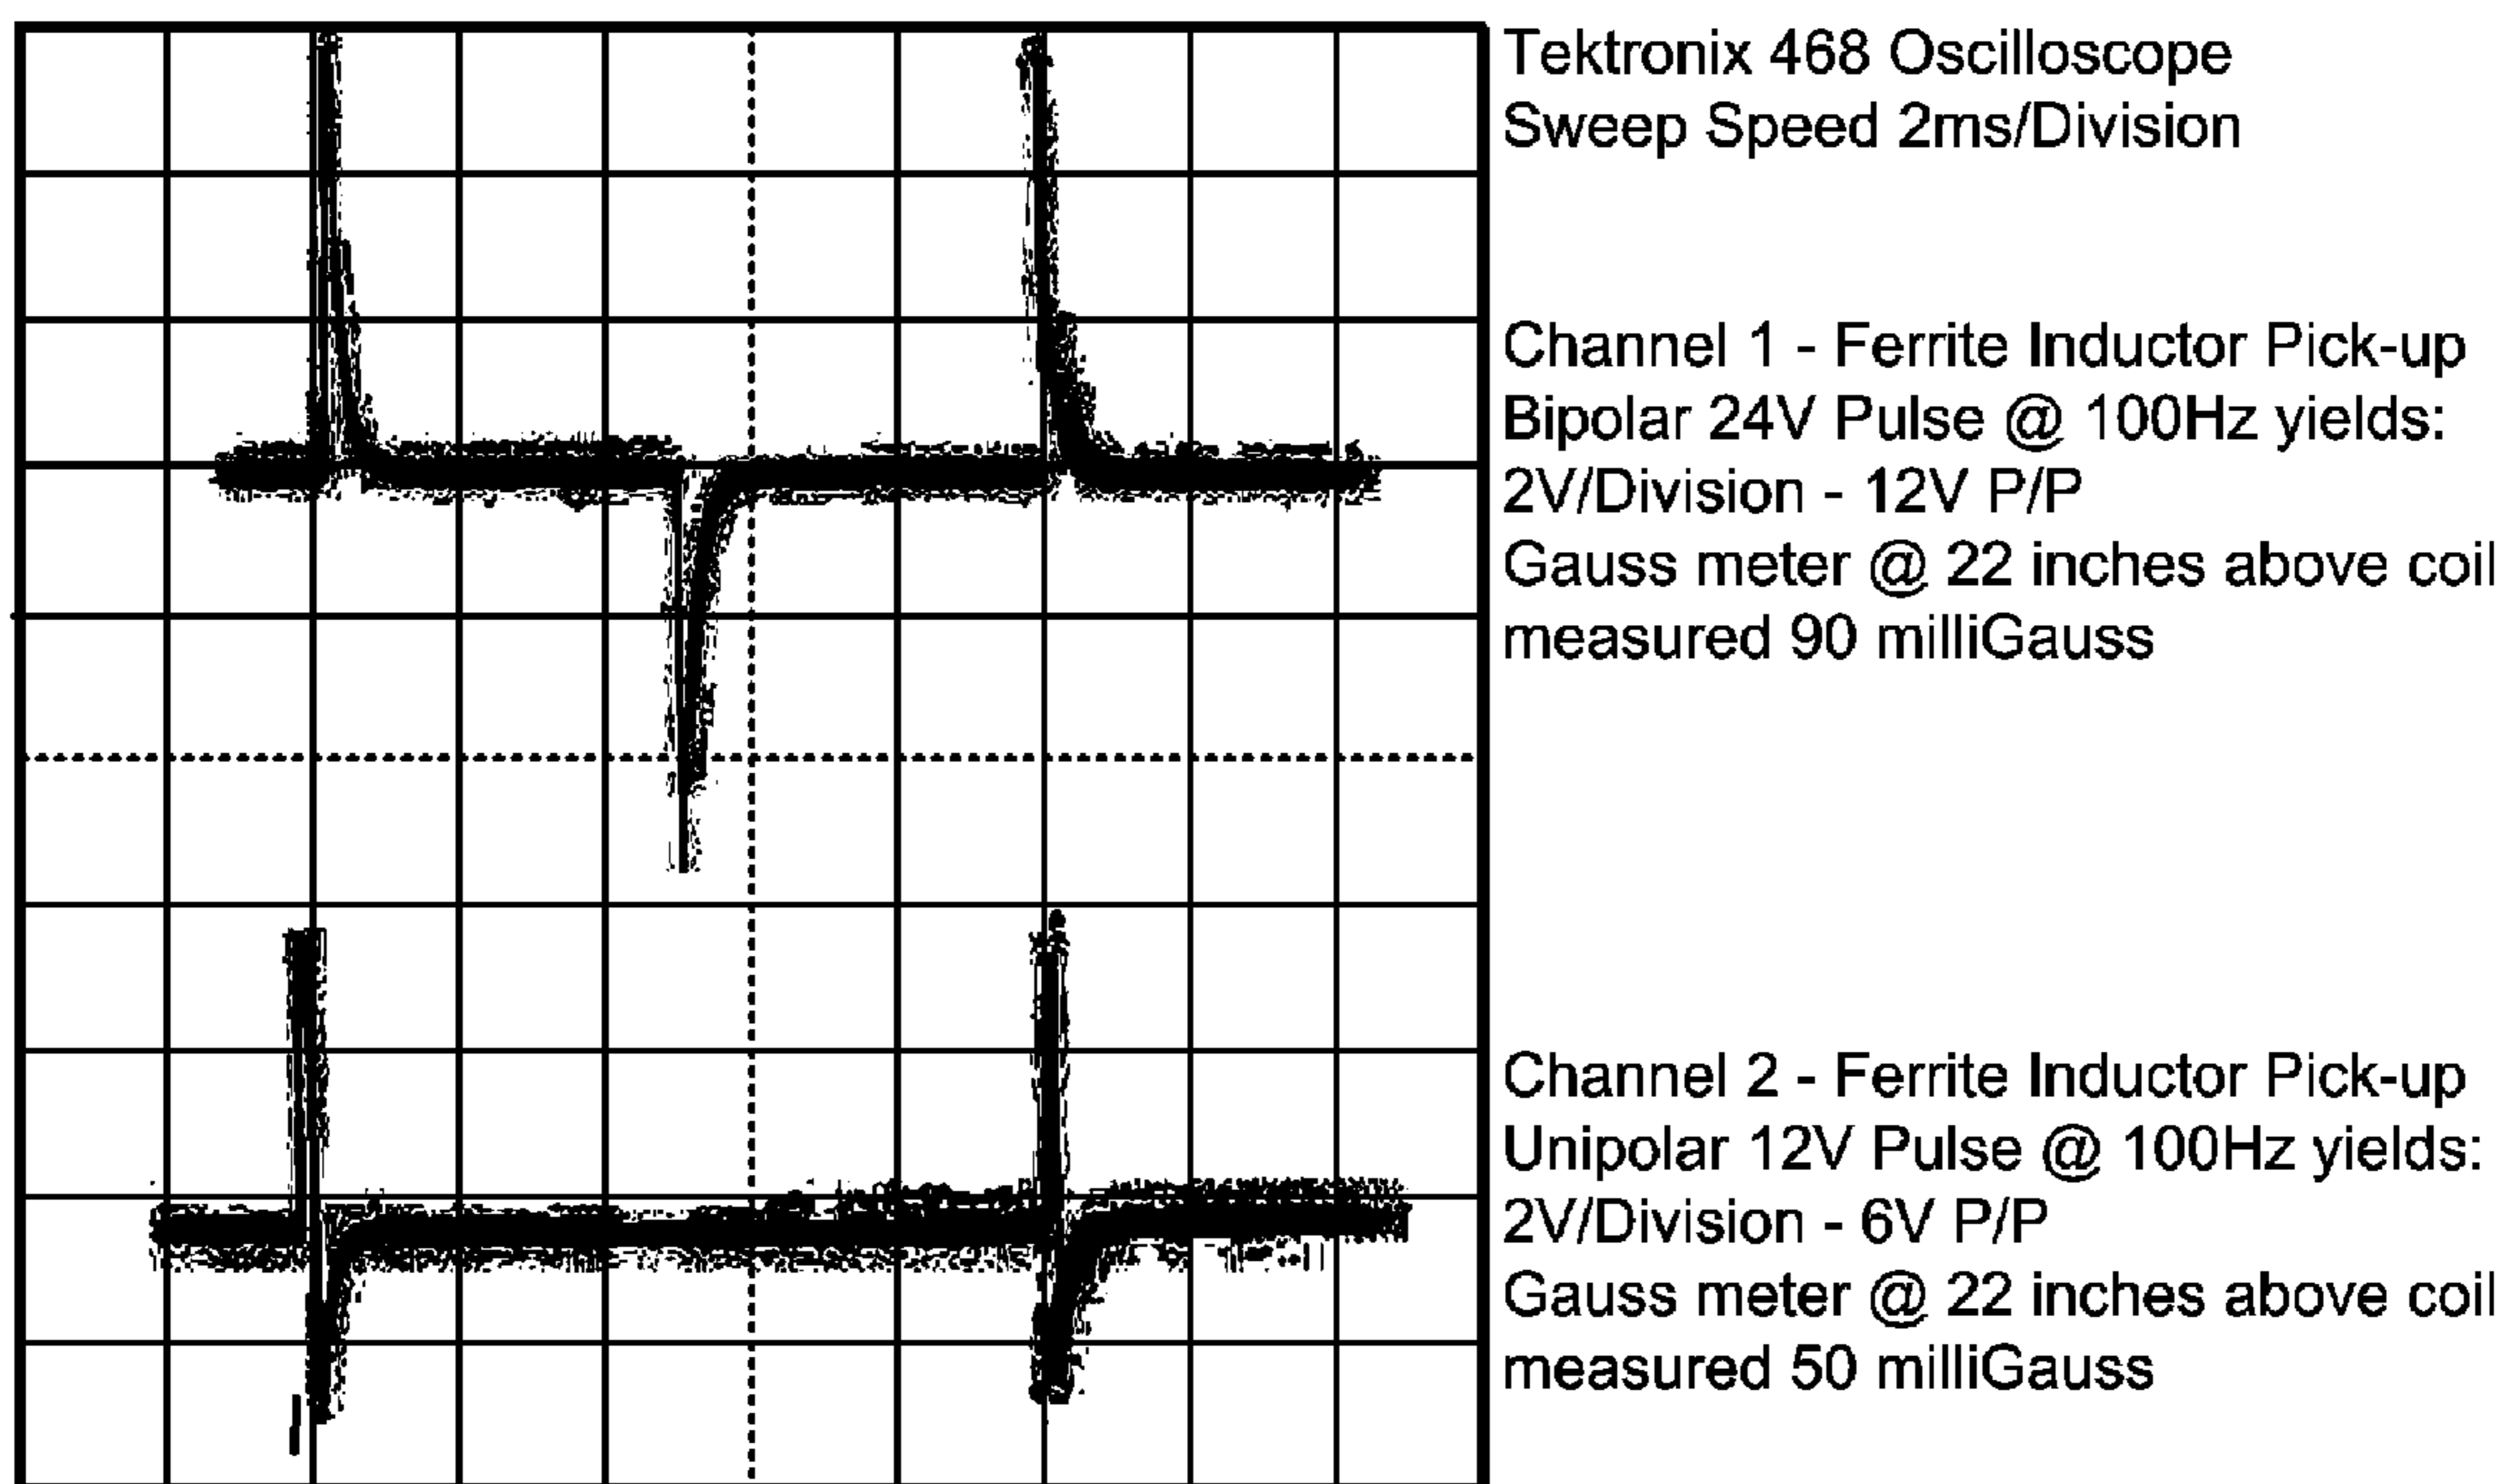 Tektronix 468 Oscilloscope
Sweep Speed 2ms/Division
Channel 1 - Ferrite Inductor Pick-up
Bipolar 24V Pulse @ 100Hz yields:
2V/Division - 12V P/P
Gauss meter @ 22 inches above coil
measured 90 milliGauss
Channel 2 - Ferrite Inductor Pick-up
Unipolar 12V Pulse @ 100Hz yields:
2V/Division - 6V P/P
Gauss meter @ 22 inches above coil
measured 50 milliGauss